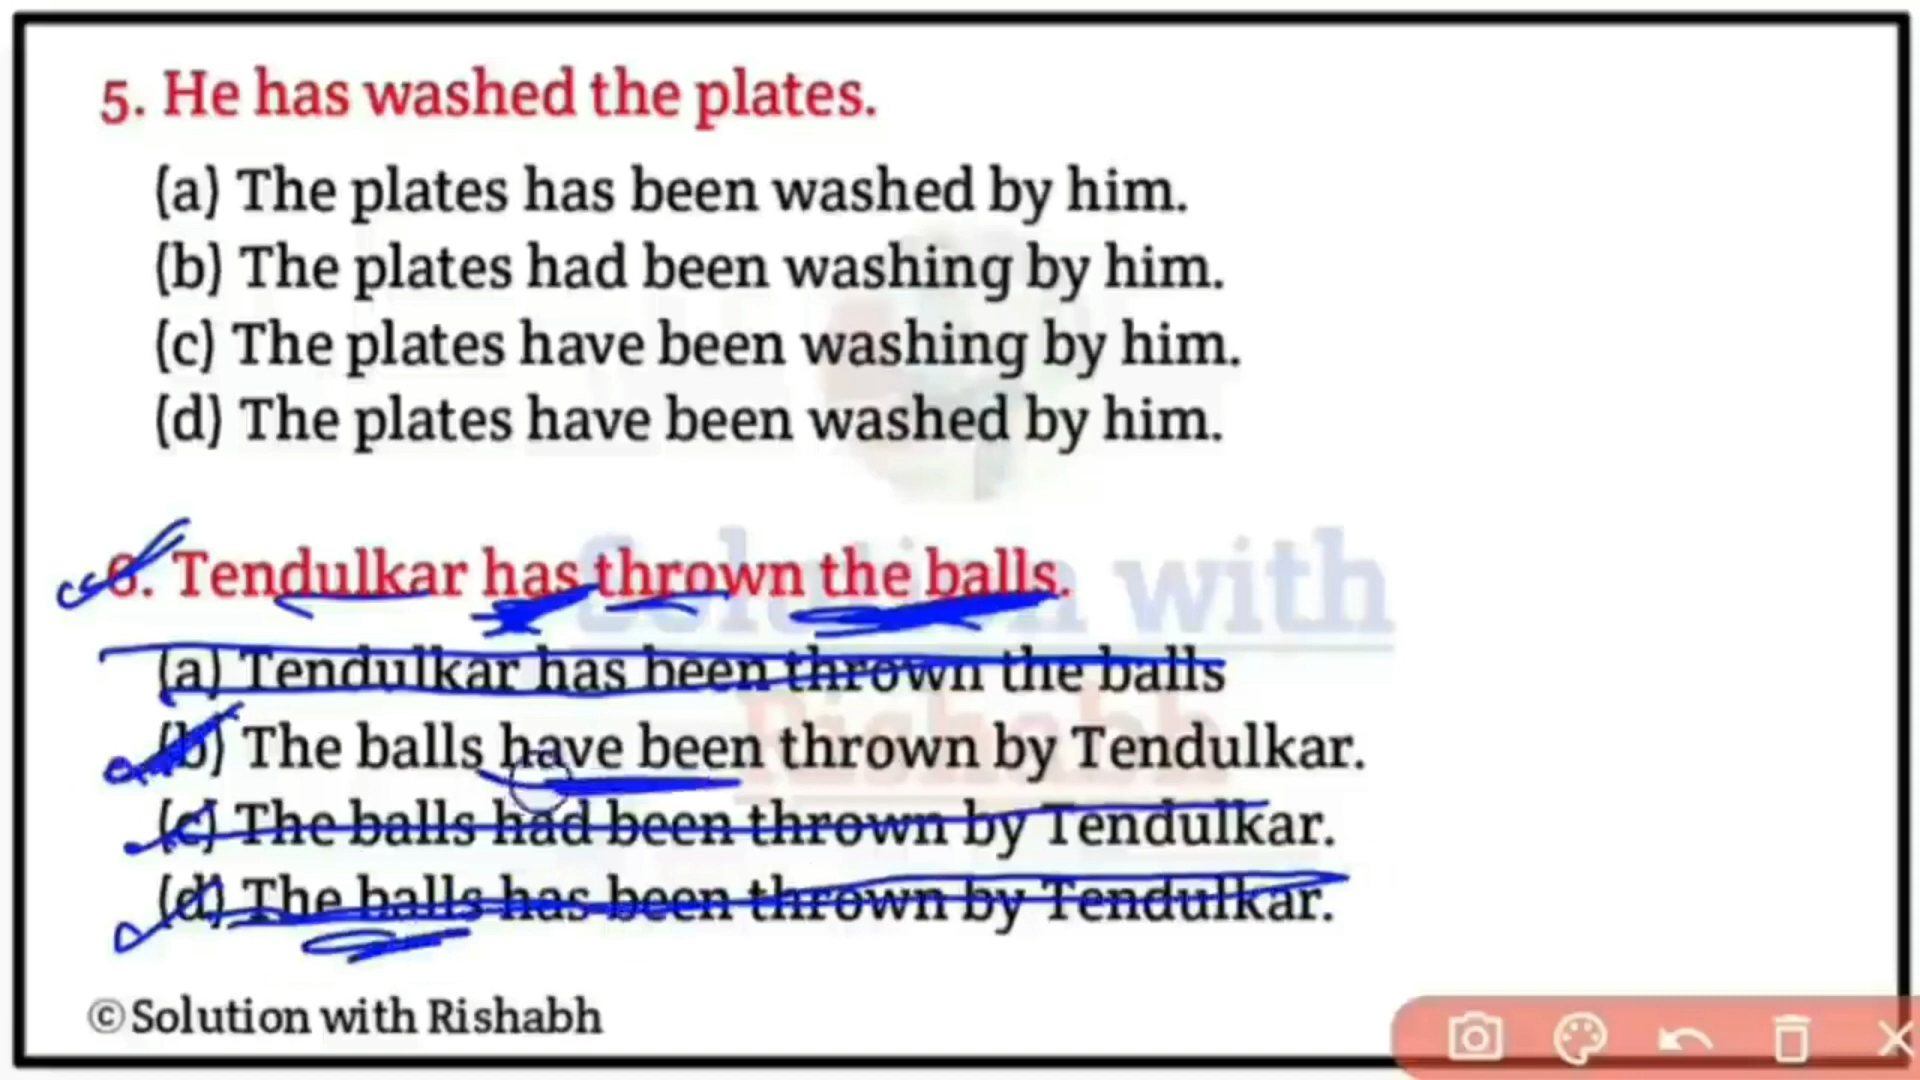 5. He has washed the plates.
(a) The plates has been washed by him.
(b) The plates had been washing by him.
(c) The plates have been washing by him.
(d) The plates have been washed by him.
6. Tendulkar has thrown the balls.
(a) Tendulkar has been thrown the balls
(b) The balls have been thrown by Tendulkar.
(c) The balls had been thrown by Tendulkar.
(d) The balls has been thrown by Tendulkar.
Solution with
Rishabh
©Solution with Rishabh